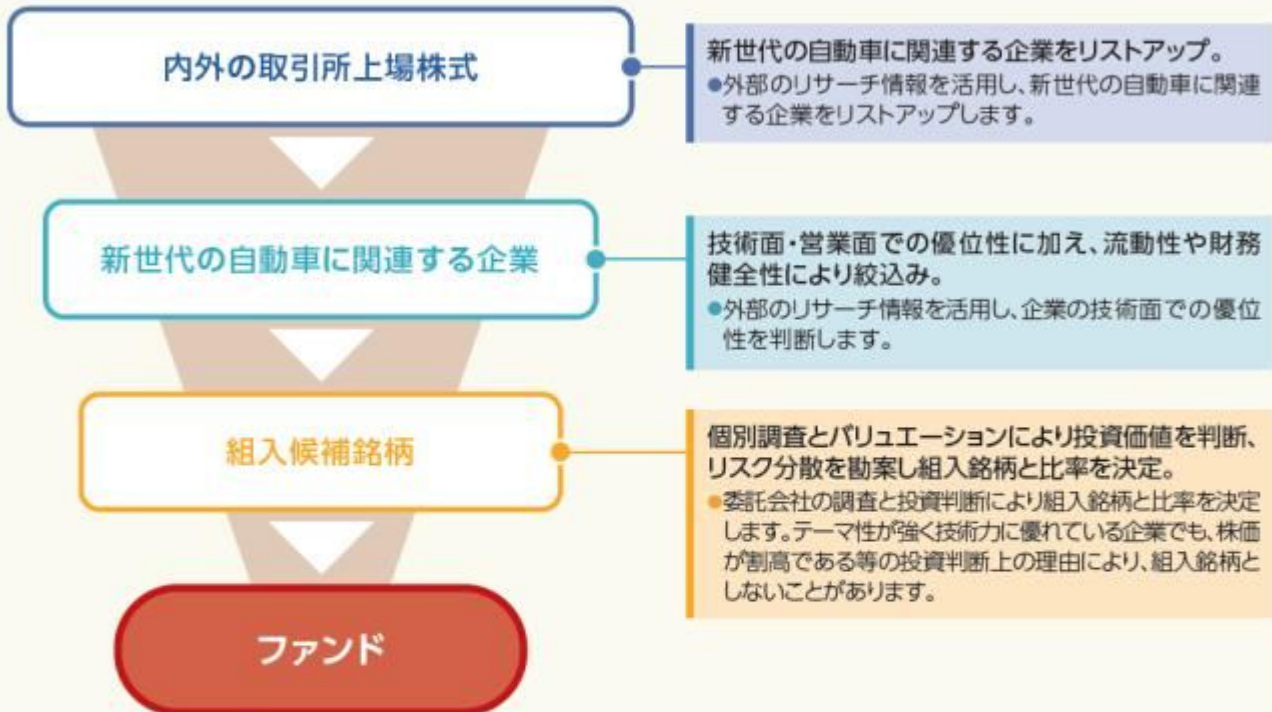 内外の取引所上場株式
新世代の自動車に関連する企業をリストアップ。
●外部のリサーチ情報を活用し、新世代の自動車に関連
する企業をリストアップします。
新世代の自動車に関連する企業
技術面・営業面での優位性に加え、流動性や財務
健全性により絞込み。
●外部のリサーチ情報を活用し、企業の技術面での優位
性を判断します。
組入候補銘柄
個別調査とバリュエーションにより投資価値を判断、
リスク分散を勘案し組入銘柄と比率を決定。
●委託会社の調査と投資判断により組入銘柄と比率を決定
します。テーマ性が強く技術力に優れている企業でも、株価
が割高である等の投資判断上の理由により、組入銘柄と
しないことがあります。
ファンド